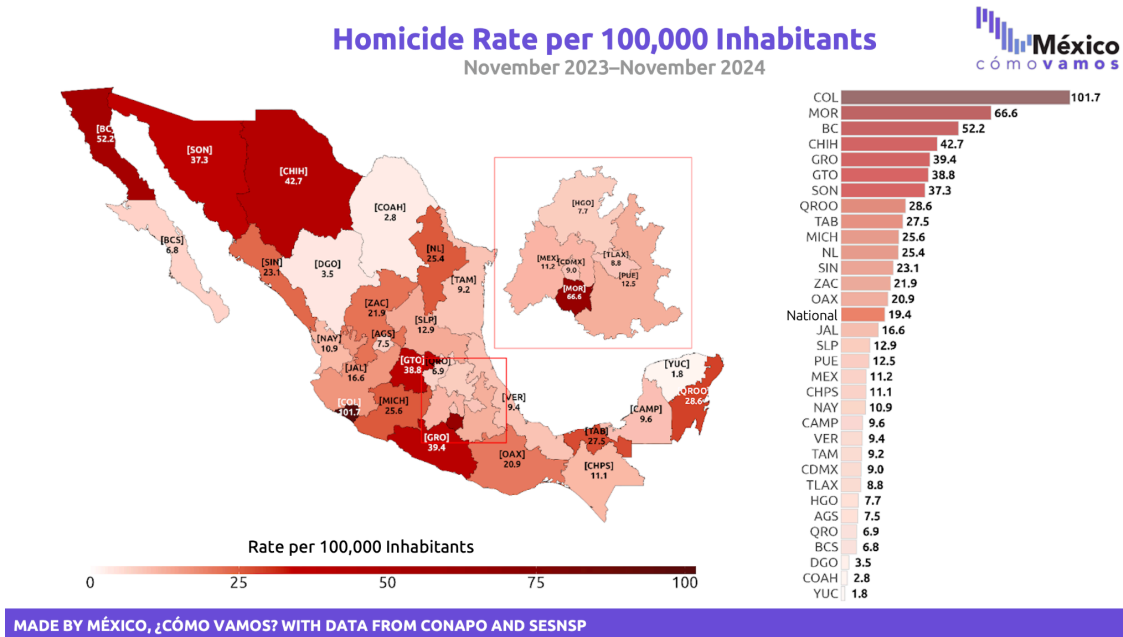 Homicide Rate per 100,000 Inhabitants
November 2023–November 2024
México
cómovamos
[BC]
52.2
[SON]
37.3
[CHIH]
42.7
[COAH]
2.8
[BCS]
6.8
[SIN]
23.1
[DGO]
3.5
[NL]
25.4
[TAM]
9.2
[ZAC]
21.9
[SLP]
12.9
[AGS]
7.5
[NAY]
10.9
[JAL]
16.6
[GTO]
38.8
[QRO]
6.9
[COL]
101.7
[MICH]
25.6
[GRO]
39.4
[VER]
9.4
[OAX]
20.9
[TAB]
27.5
[CHPS]
11.1
[CAMP]
9.6
[YUC]
1.8
[QROO]
28.6
[HGO]
7.7
[MEX]
11.2
[CDMX]
9.0
[TLAX]
8.8
[PUE]
12.5
[MOR]
66.6
COL 101.7
MOR 66.6
BC 52.2
CHIH 42.7
GRO 39.4
GTO 38.8
SON 37.3
QROO 28.6
TAB 27.5
MICH 25.6
NL 25.4
SIN 23.1
ZAC 21.9
OAX 20.9
National 19.4
JAL 16.6
SLP 12.9
PUE 12.5
MEX 11.2
CHPS 11.1
NAY 10.9
CAMP 9.6
VER 9.4
TAM 9.2
CDMX 9.0
TLAX 8.8
HGO 7.7
AGS 7.5
QRO 6.9
BCS 6.8
DGO 3.5
COAH 2.8
YUC 1.8
Rate per 100,000 Inhabitants
0 25 50 75 100
MADE BY MÉXICO, ¿CÓMO VAMOS? WITH DATA FROM CONAPO AND SESNSP